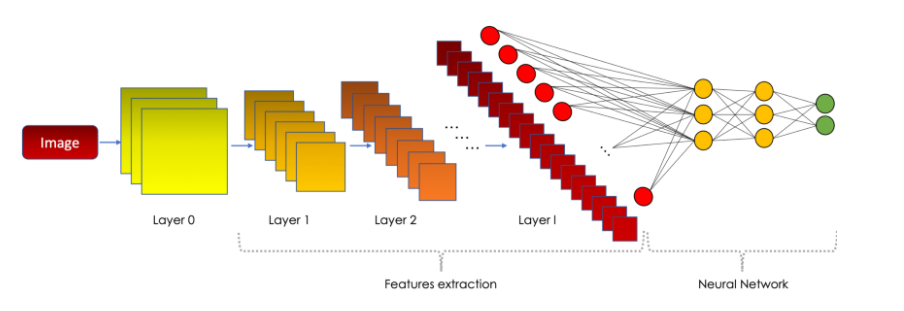 Image
Layer 0
Layer 1
Layer 2
Layer l
Features extraction
Neural Network